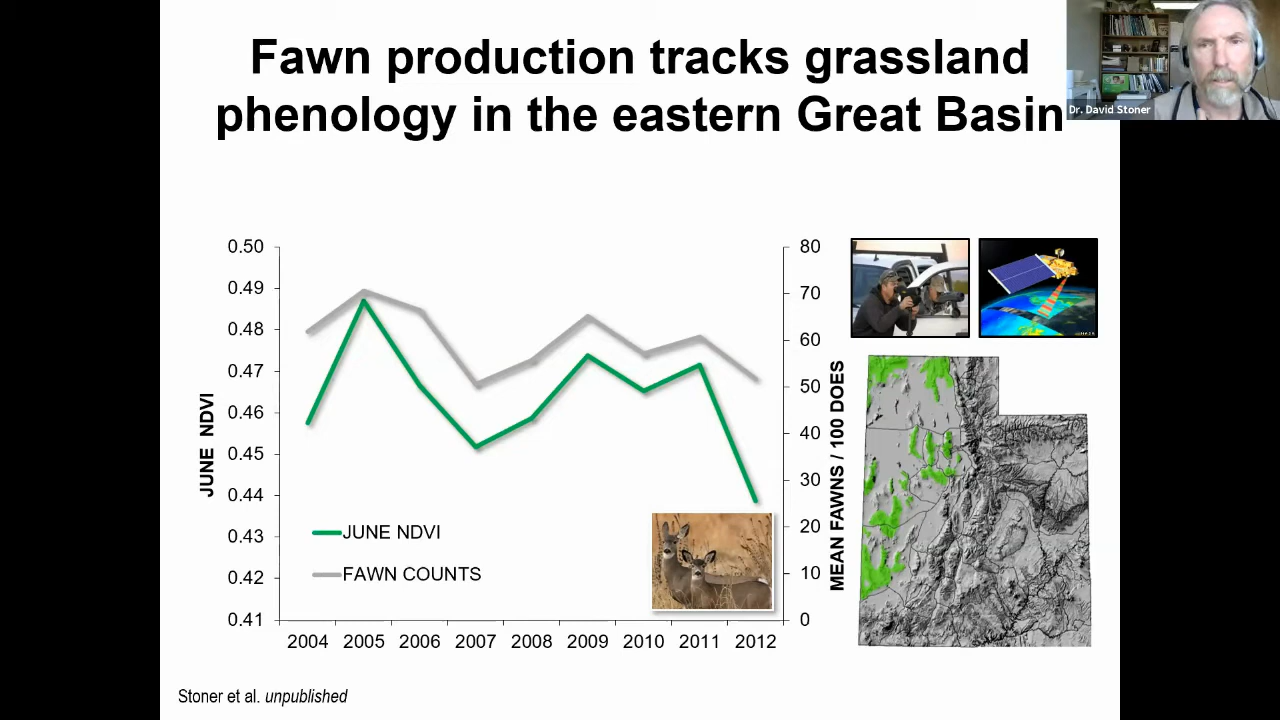 Fawn production tracks grassland
phenology in the eastern Great Basin
Dr. David Stoner
0.50
0.49
0.48
0.47
0.46
0.45
0.44
0.43
0.42
0.41
JUNE NDVI
80
70
60
50
40
30
20
10
0
MEAN FAWNS / 100 DOES
JUNE NDVI
FAWN COUNTS
2004 2005 2006 2007 2008 2009 2010 2011 2012
Stoner et al. unpublished